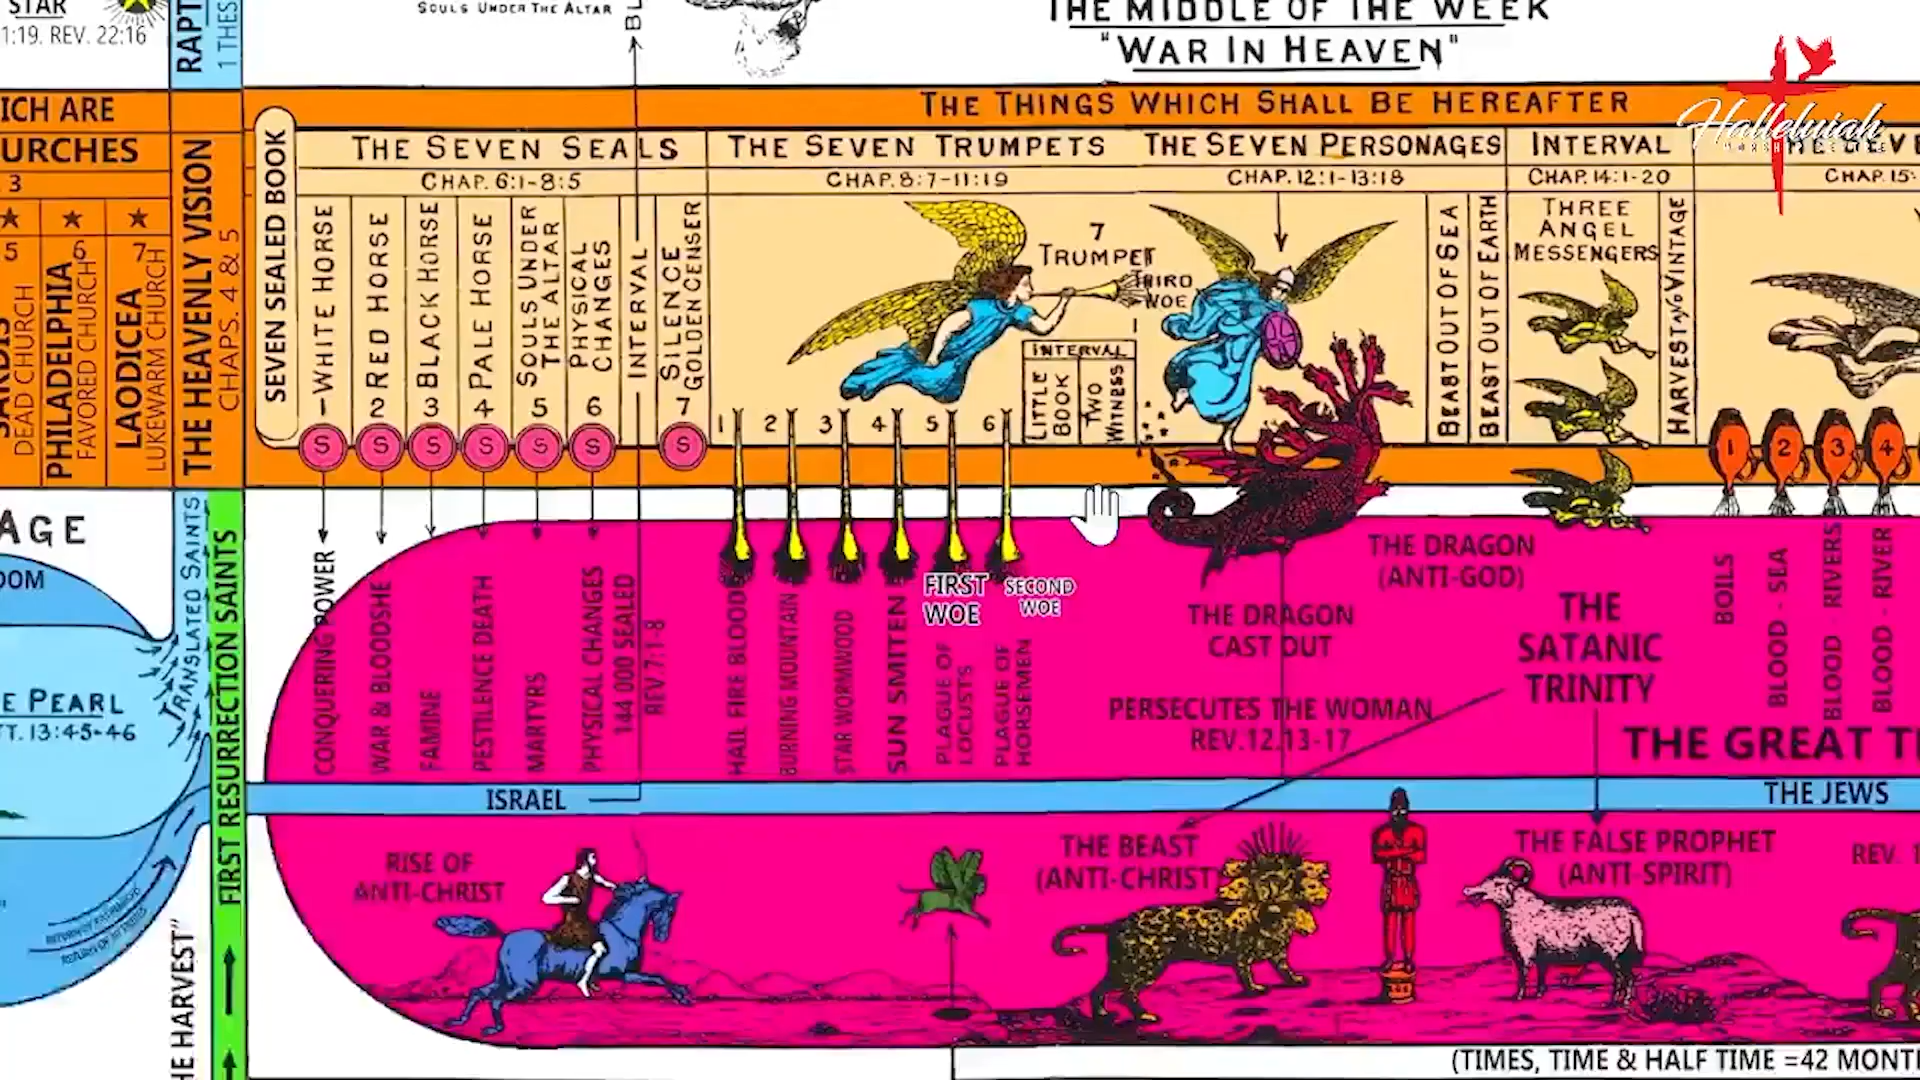 STAR
1:19. REV. 22:16
RAPT
1 THES
SOULS UNDER THE ALTAR
BL
THE MIDDLE OF THE WEEK
"WAR IN HEAVEN"
Halleluiah
ICH ARE
URCHES
3
5
SARDIS
DEAD CHURCH
6
PHILADELPHIA
FAVORED CHURCH
7
LAODICEA
LUKEWARM CHURCH
THE HEAVENLY VISION
CHAPS. 4 & 5
THE THINGS WHICH SHALL BE HEREAFTER
SEVEN SEALED BOOK
THE SEVEN SEALS
CHAP. 6:1-8:5
1 WHITE HORSE
2 RED HORSE
3 BLACK HORSE
4 PALE HORSE
5 SOULS UNDER THE ALTAR
6 PHYSICAL CHANGES
INTERVAL
7 SILENCE GOLDEN CENSER
S S S S S S S
THE SEVEN TRUMPETS
CHAP. 8:7-11:19
7
TRUMPET
THIRD
WOE
INTERVAL
LITTLE BOOK
TWO WITNESS
1 2 3 4 5 6
THE SEVEN PERSONAGES
CHAP. 12:1-13:18
BEAST OUT OF SEA
BEAST OUT OF EARTH
INTERVAL
CHAP. 14:1-20
THREE
ANGEL
MESSENGERS
HARVEST AND VINTAGE
CHAP. 15:
1 2 3 4
AGE
DOM
E PEARL
TT. 13:45-46
TRANSLATED SAINTS
FIRST RESURRECTION SAINTS
HE HARVEST"
CONQUERING POWER
WAR & BLOODSHE
FAMINE
PESTILENCE DEATH
MARTYRS
PHYSICAL CHANGES
144 000 SEALED
REV 7:1-8
HAIL FIRE BLOOD
BURNING MOUNTAIN
STAR WORMWOOD
SUN SMITTEN
FIRST
WOE
PLAGUE OF
LOCUSTS
SECOND
WOE
PLAGUE OF
HORSEMEN
THE DRAGON
(ANTI-GOD)
THE DRAGON
CAST OUT
PERSECUTES THE WOMAN
REV.12.13-17
THE
SATANIC
TRINITY
BOILS
BLOOD - SEA
BLOOD - RIVERS
BLOOD - RIVER
THE GREAT T
ISRAEL
THE JEWS
RISE OF
ANTI-CHRIST
THE BEAST
(ANTI-CHRIST)
THE FALSE PROPHET
(ANTI-SPIRIT)
REV. 1
(TIMES, TIME & HALF TIME =42 MONT